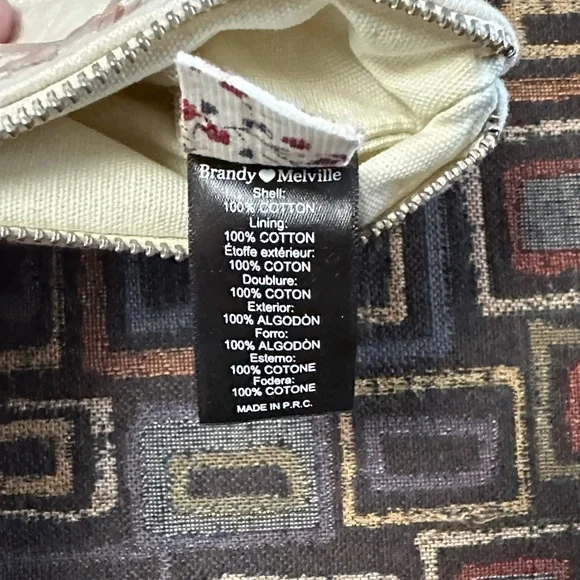 Brandy♥Melville
Shell:
100% COTTON
Lining:
100% COTTON
Étoffe extérieur:
100% COTON
Doublure:
100% COTON
Exterior:
100% ALGODÓN
Forro:
100% ALGODÓN
Esterno:
100% COTONE
Fodera:
100% COTONE
MADE IN P.R.C.